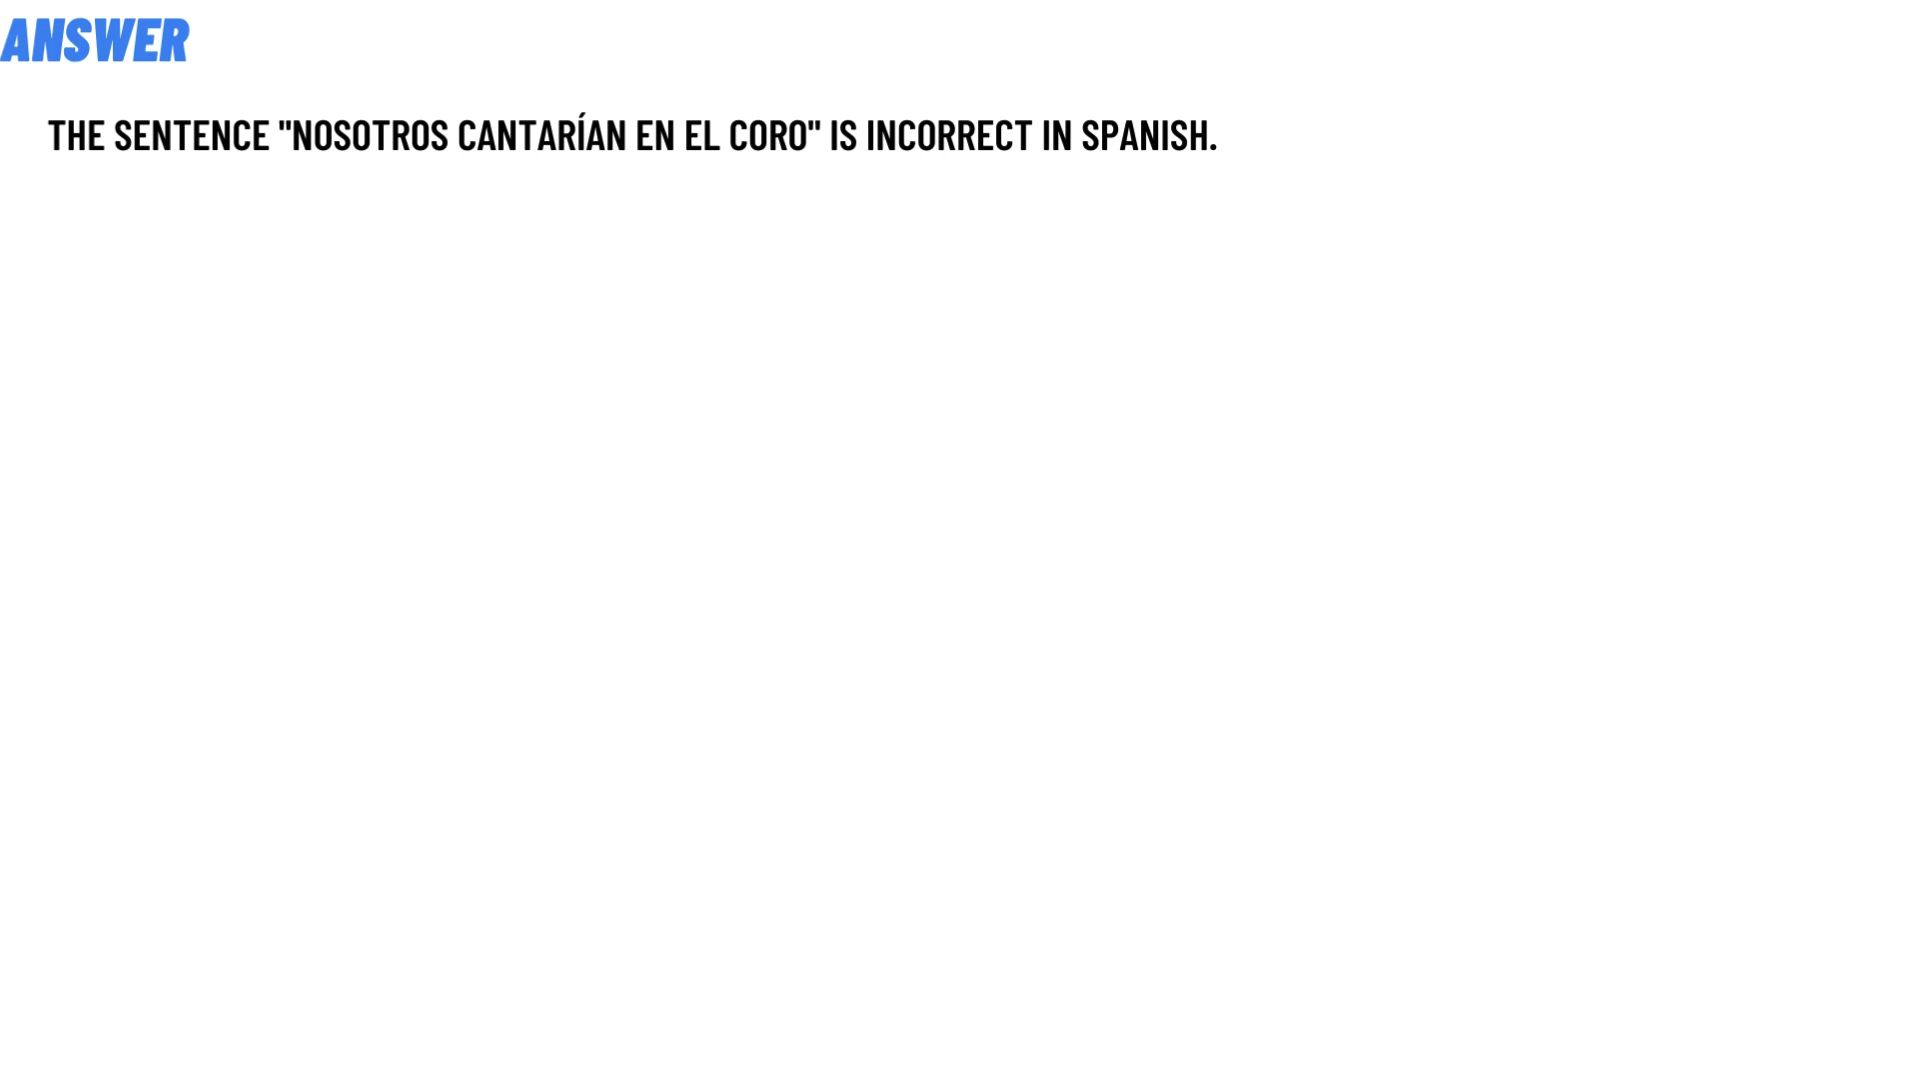 ANSWER
THE SENTENCE "NOSOTROS CANTARÍAN EN EL CORO" IS INCORRECT IN SPANISH.